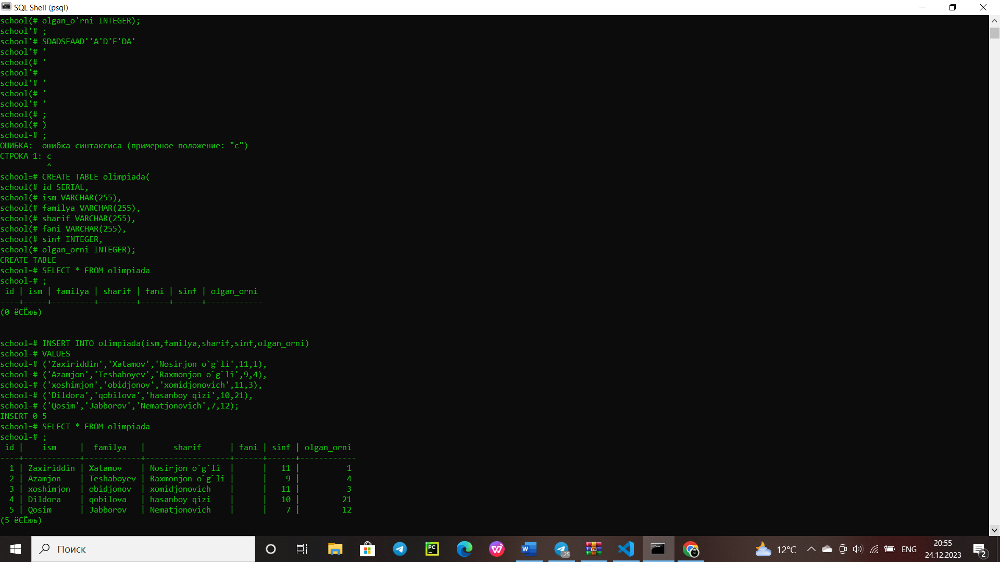 SQL Shell (psql)
school(# olgan_o'rni INTEGER);
school'# ;
school'# SDADSFAAD''A'D'F'DA'
school'# '
school(# '
school'#
school'# '
school(# '
school'# '
school(# ;
school(# )
school-# ;
ОШИБКА:  ошибка синтаксиса (примерное положение: "c")
СТРОКА 1: c
          ^
school=# CREATE TABLE olimpiada(
school(# id SERIAL,
school(# ism VARCHAR(255),
school(# familya VARCHAR(255),
school(# sharif VARCHAR(255),
school(# fani VARCHAR(255),
school(# sinf INTEGER,
school(# olgan_orni INTEGER);
CREATE TABLE
school=# SELECT * FROM olimpiada
school-# ;
 id | ism | familya | sharif | fani | sinf | olgan_orni
----+-----+---------+--------+------+------+------------
(0 ёЄЁюъ)
school=# INSERT INTO olimpiada(ism,familya,sharif,sinf,olgan_orni)
school-# VALUES
school-# ('Zaxiriddin','Xatamov','Nosirjon o`g`li',11,1),
school-# ('Azamjon','Teshaboyev','Raxmonjon o`g`li',9,4),
school-# ('xoshimjon','obidjonov','xomidjonovich',11,3),
school-# ('Dildora','qobilova','hasanboy qizi',10,21),
school-# ('Qosim','Jabborov','Nematjonovich',7,12);
INSERT 0 5
school=# SELECT * FROM olimpiada
school-# ;
 id |    ism     |  familya   |      sharif      | fani | sinf | olgan_orni
----+------------+------------+------------------+------+------+------------
  1 | Zaxiriddin | Xatamov    | Nosirjon o`g`li  |      |   11 |          1
  2 | Azamjon    | Teshaboyev | Raxmonjon o`g`li |      |    9 |          4
  3 | xoshimjon  | obidjonov  | xomidjonovich    |      |   11 |          3
  4 | Dildora    | qobilova   | hasanboy qizi    |      |   10 |         21
  5 | Qosim      | Jabborov   | Nematjonovich    |      |    7 |         12
(5 ёЄЁюъ)
Поиск
PC
W
.25
12°C
ENG
20:55
24.12.2023
2